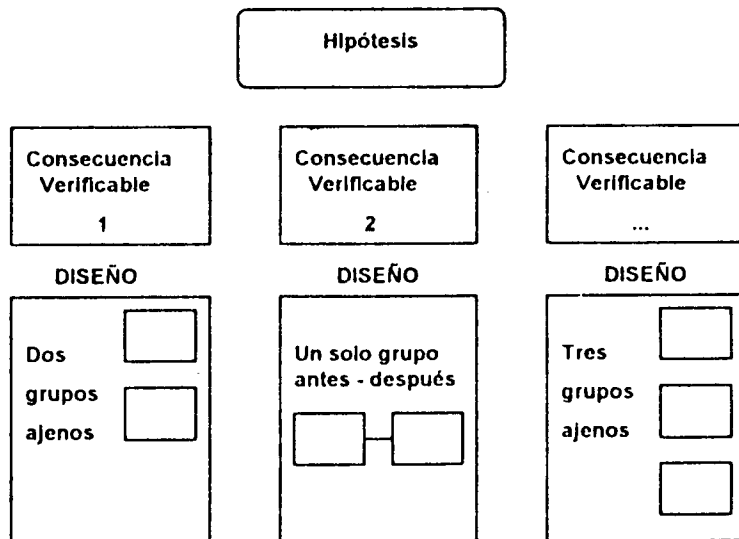 Hipótesis
Consecuencia
Verificable
1
Consecuencia
Verificable
2
Consecuencia
Verificable
...
DISEÑO
DISEÑO
DISEÑO
Dos
grupos
ajenos
Un solo grupo
antes - después
Tres
grupos
ajenos